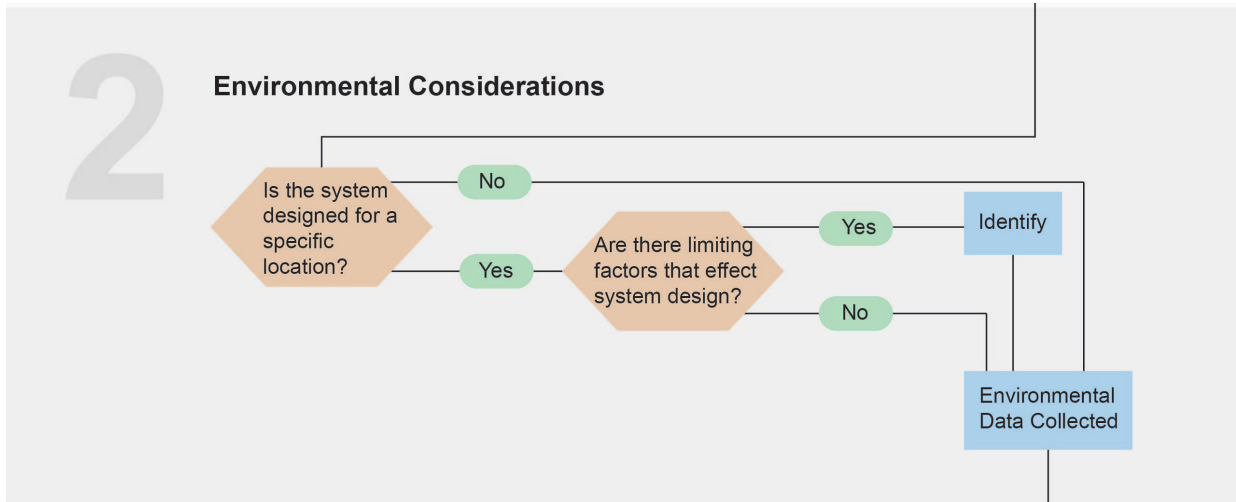 2
Environmental Considerations
Is the system
designed for a
specific
location?
No
Yes
Are there limiting
factors that effect
system design?
Yes
No
Identify
Environmental
Data Collected